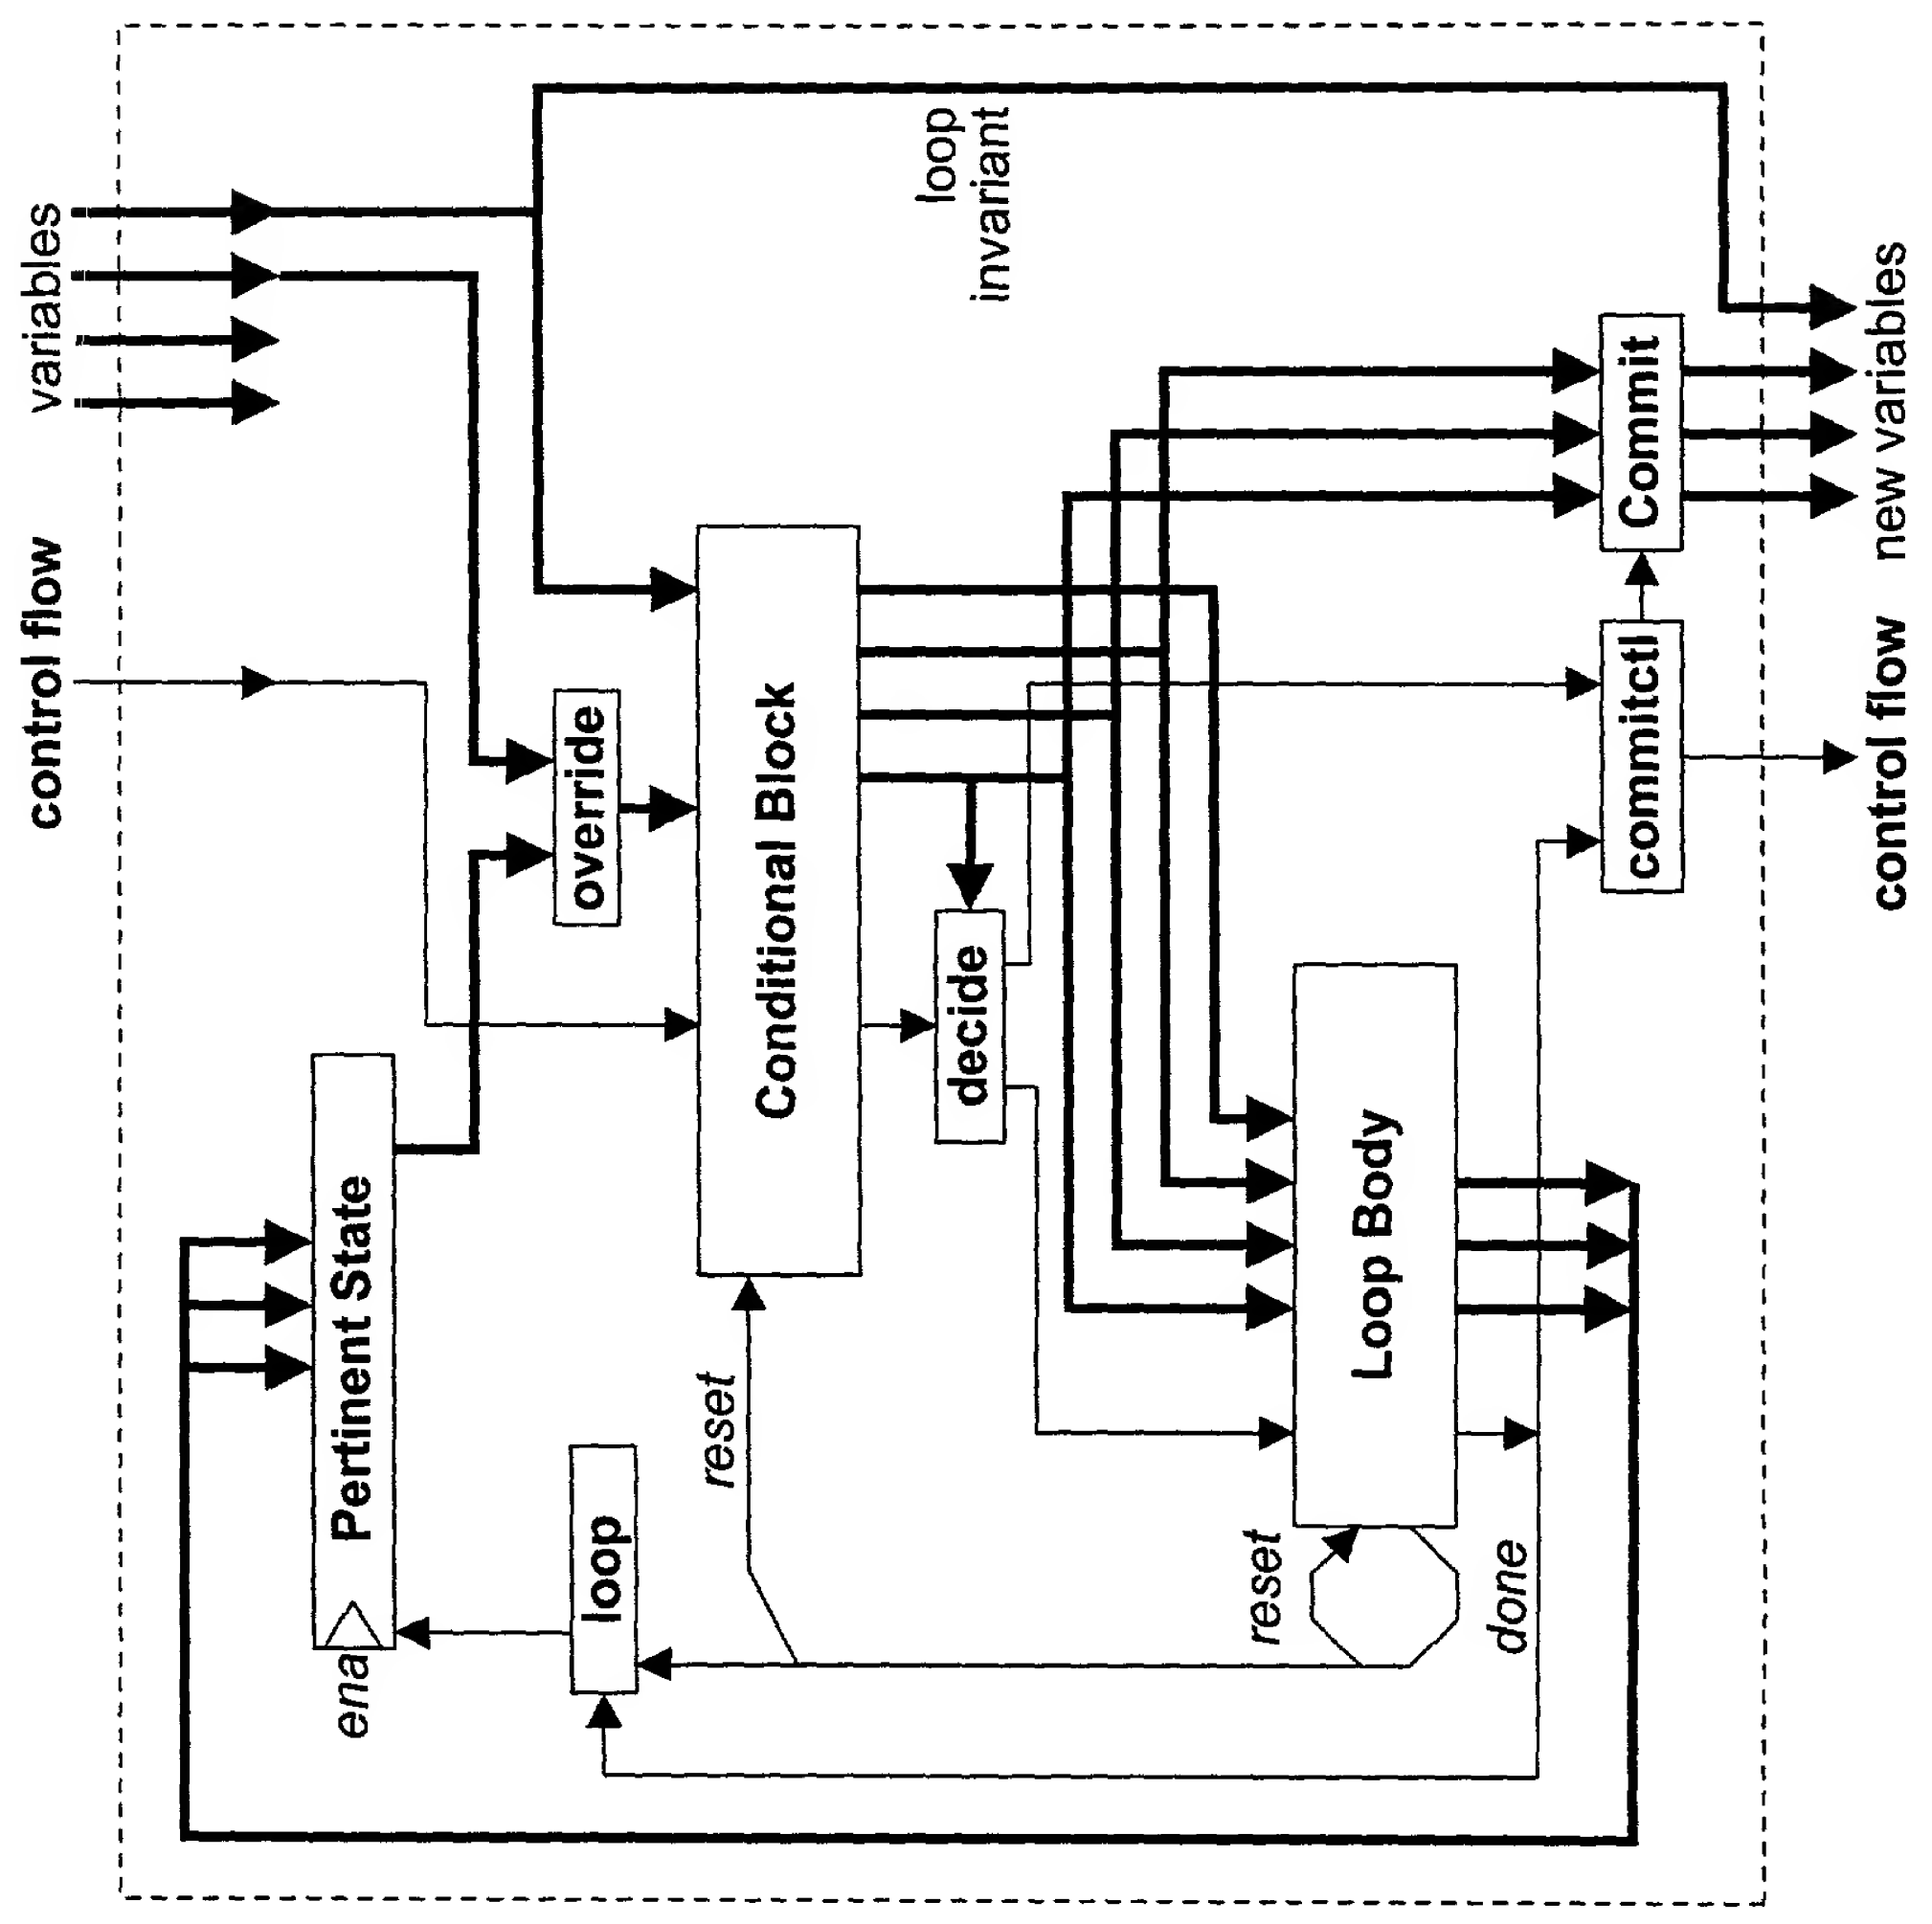 variables
control flow
loop
invariant
override
Pertinent State
ena
loop
reset
Conditional Block
decide
Loop Body
reset
done
Commit
commitctl
new variables
control flow